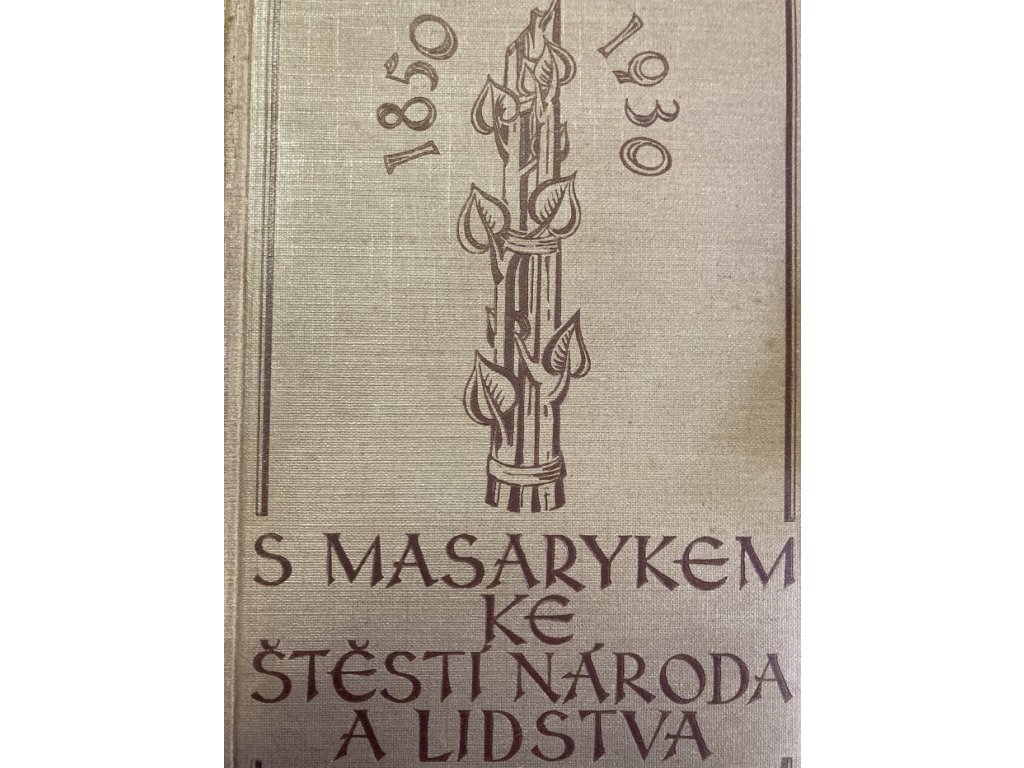 1850
1930
S MASARYKEM
KE
ŠTĚSTÍ NÁRODA
A LIDSTVA